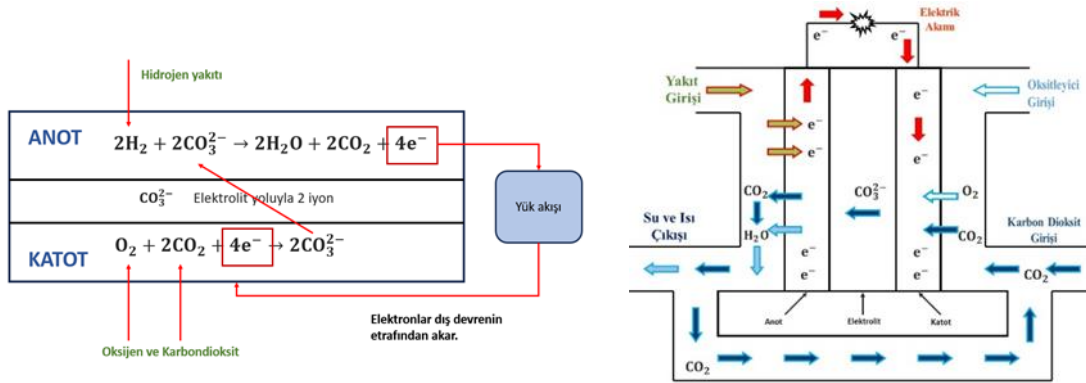 Hidrojen yakıtı
ANOT
2H₂ + 2CO₃²⁻ → 2H₂O + 2CO₂ + 4e⁻
CO₃²⁻ Elektrolit yoluyla 2 iyon
KATOT
O₂ + 2CO₂ + 4e⁻ → 2CO₃²⁻
Yük akışı
Elektronlar dış devrenin
etrafından akar.
Oksijen ve Karbondioksit
Elektrik
Akımı
e⁻
e⁻
Yakıt
Girişi
Oksitleyici
Girişi
e⁻
e⁻
e⁻
e⁻
CO₂
CO₃²⁻
O₂
Su ve Isı
Çıkışı
H₂O
CO₂
Karbon Dioksit
Girişi
e⁻
e⁻
e⁻
e⁻
CO₂
Anot
Elektrolit
Katot
CO₂